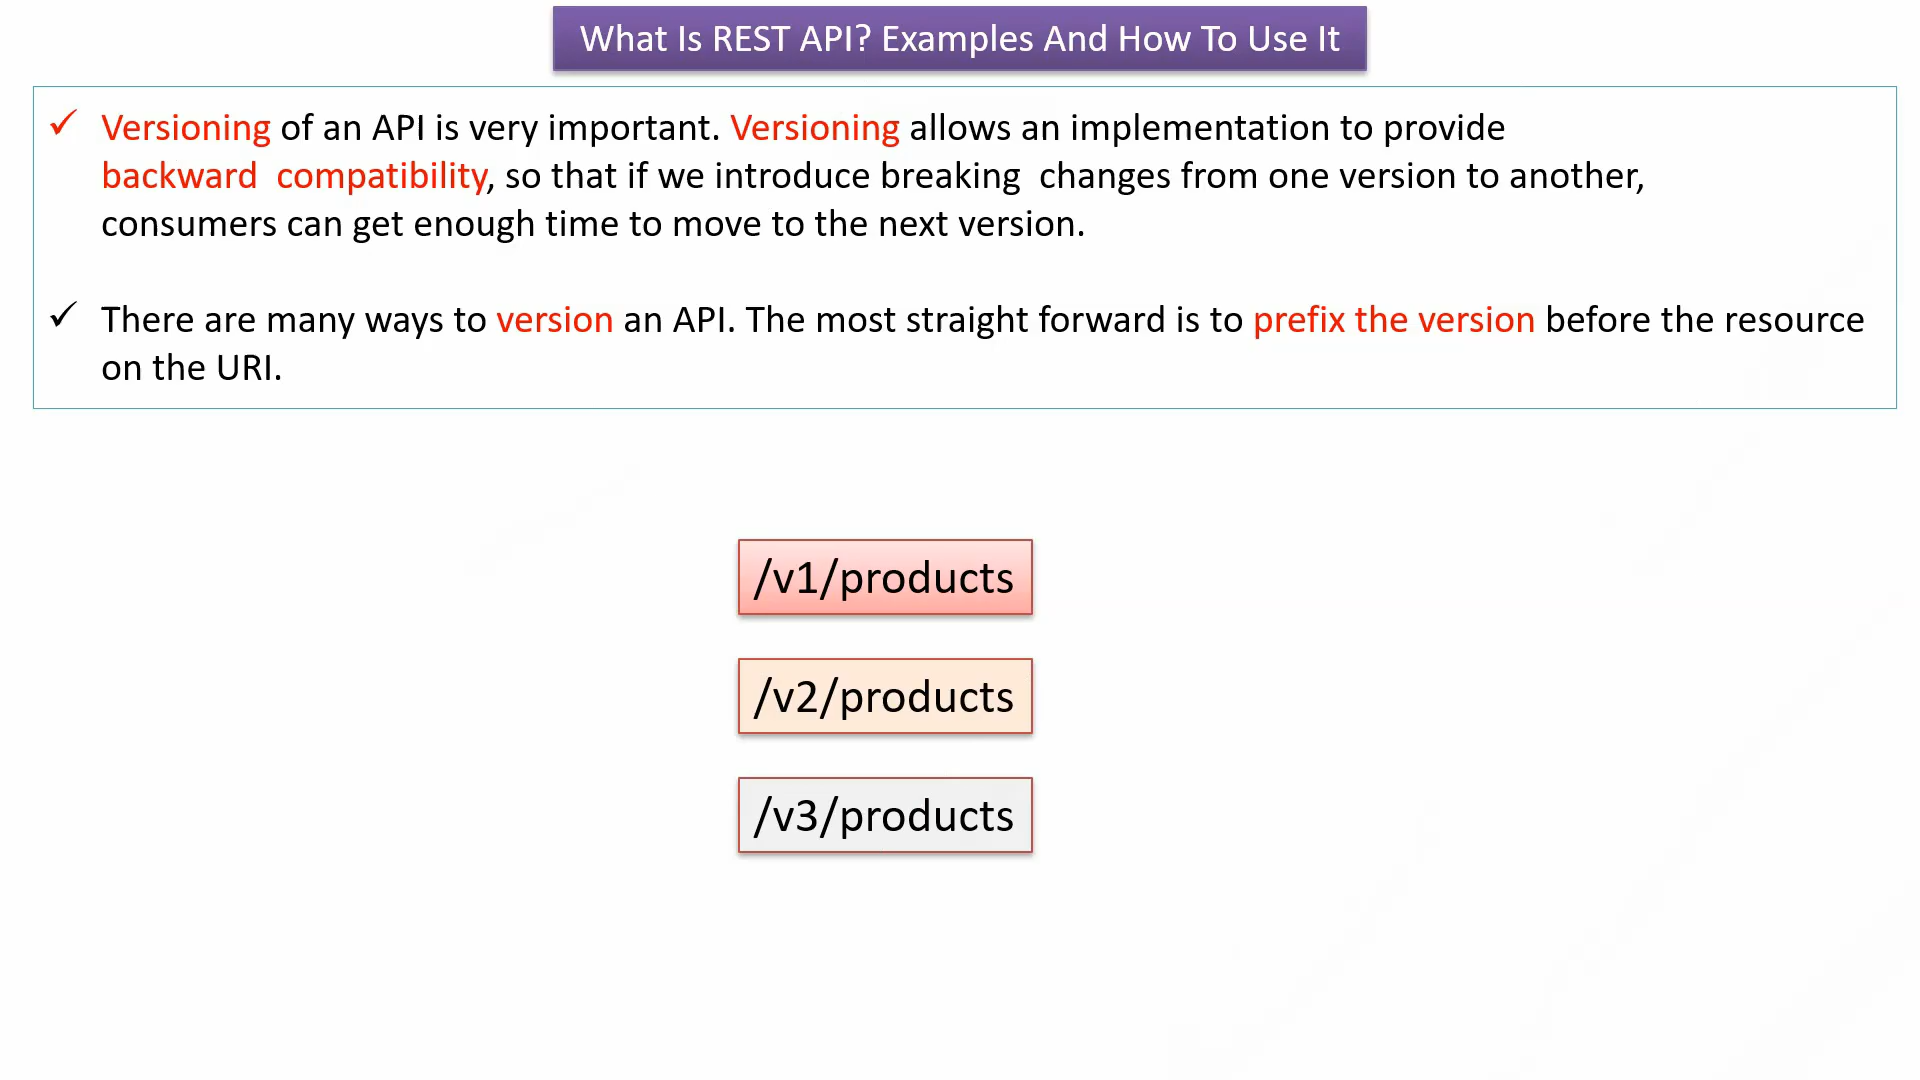 What Is REST API? Examples And How To Use It
✓ Versioning of an API is very important. Versioning allows an implementation to provide
backward compatibility, so that if we introduce breaking changes from one version to another,
consumers can get enough time to move to the next version.
✓ There are many ways to version an API. The most straight forward is to prefix the version before the resource
on the URI.
/v1/products
/v2/products
/v3/products